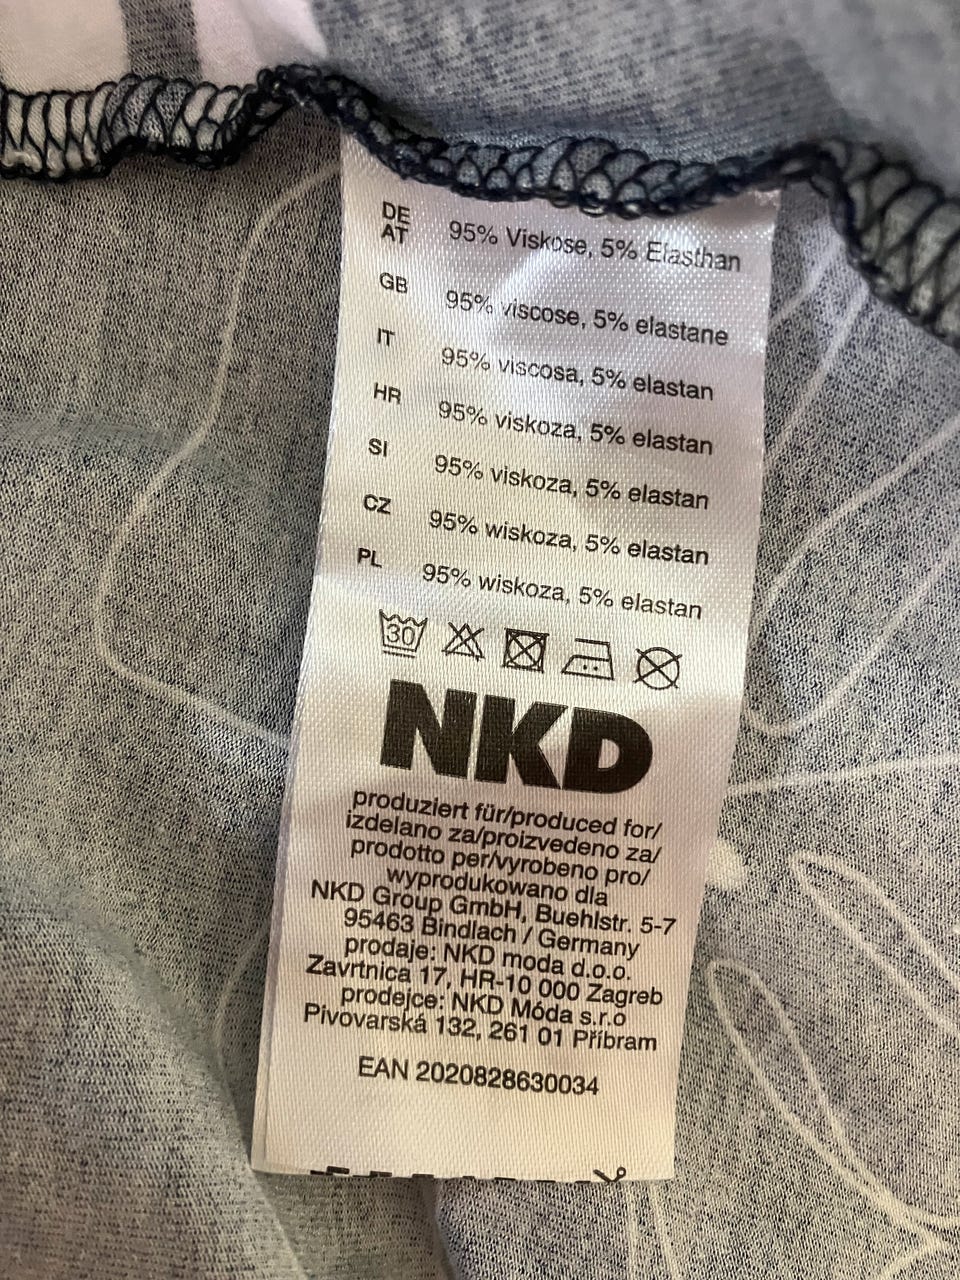 DE AT 95% Viskose, 5% Elasthan
GB 95% viscose, 5% elastane
IT 95% viscosa, 5% elastan
HR 95% viskoza, 5% elastan
SI 95% viskoza, 5% elastan
CZ 95% wiskoza, 5% elastan
PL 95% wiskoza, 5% elastan
30
NKD
produziert für/produced for/
izdelano za/proizvedeno za/
prodotto per/vyrobeno pro/
wyprodukowano dla
NKD Group GmbH, Buehlstr. 5-7
95463 Bindlach / Germany
prodaje: NKD moda d.o.o.
Zavrtnica 17, HR-10 000 Zagreb
prodejce: NKD Móda s.r.o
Pivovarská 132, 261 01 Příbram
EAN 2020828630034